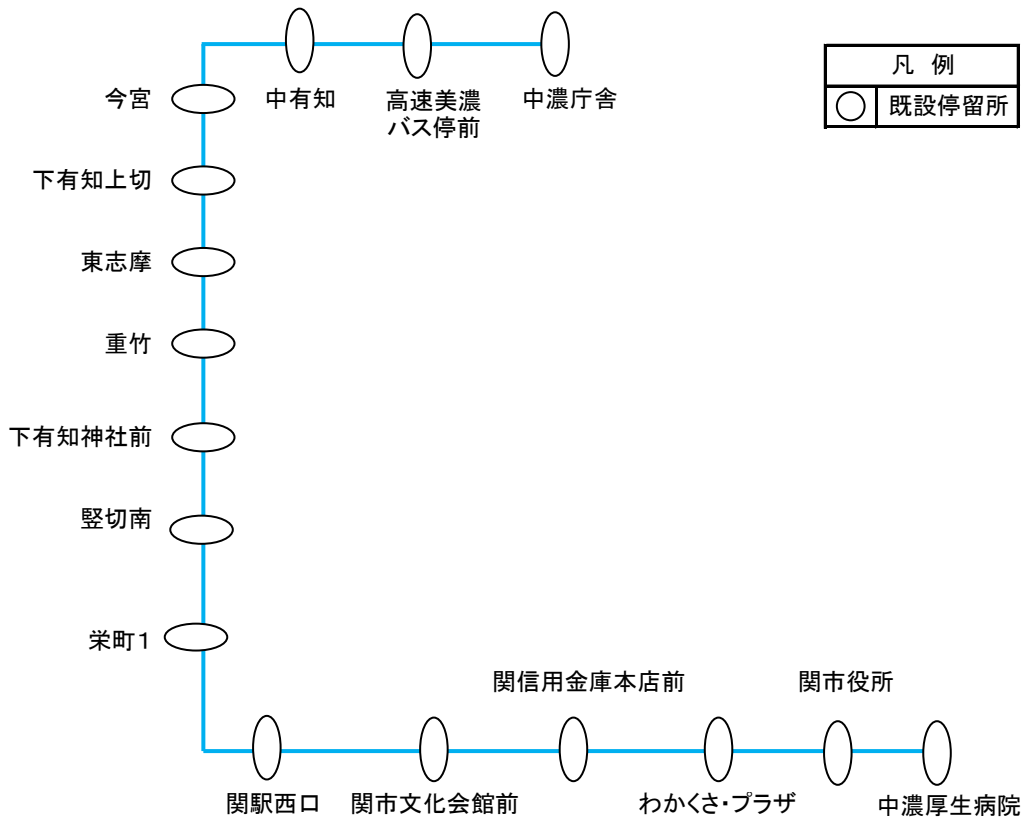 凡 例
既設停留所
中濃庁舎
高速美濃
バス停前
中有知
今宮
下有知上切
東志摩
重竹
下有知神社前
竪切南
栄町１
関駅西口
関市文化会館前
関信用金庫本店前
わかくさ・プラザ
関市役所
中濃厚生病院